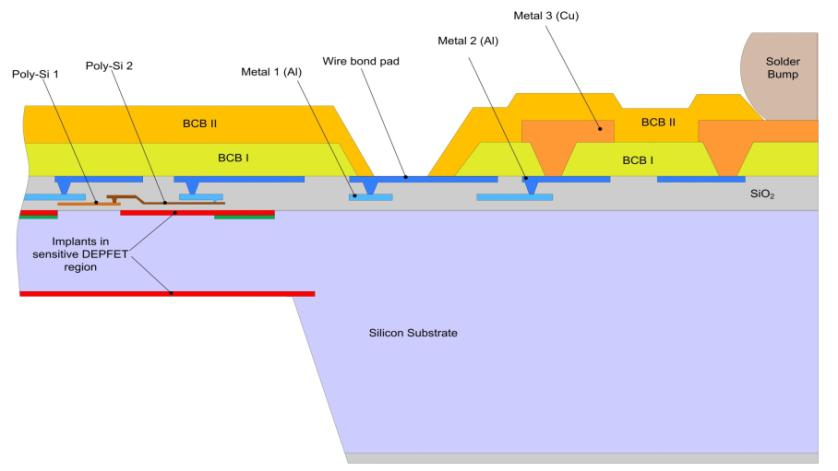 Metal 3 (Cu)
Metal 2 (Al)
Wire bond pad
Metal 1 (Al)
Poly-Si 2
Poly-Si 1
Solder
Bump
BCB II
BCB II
BCB I
BCB I
SiO₂
Implants in
sensitive DEPFET
region
Silicon Substrate